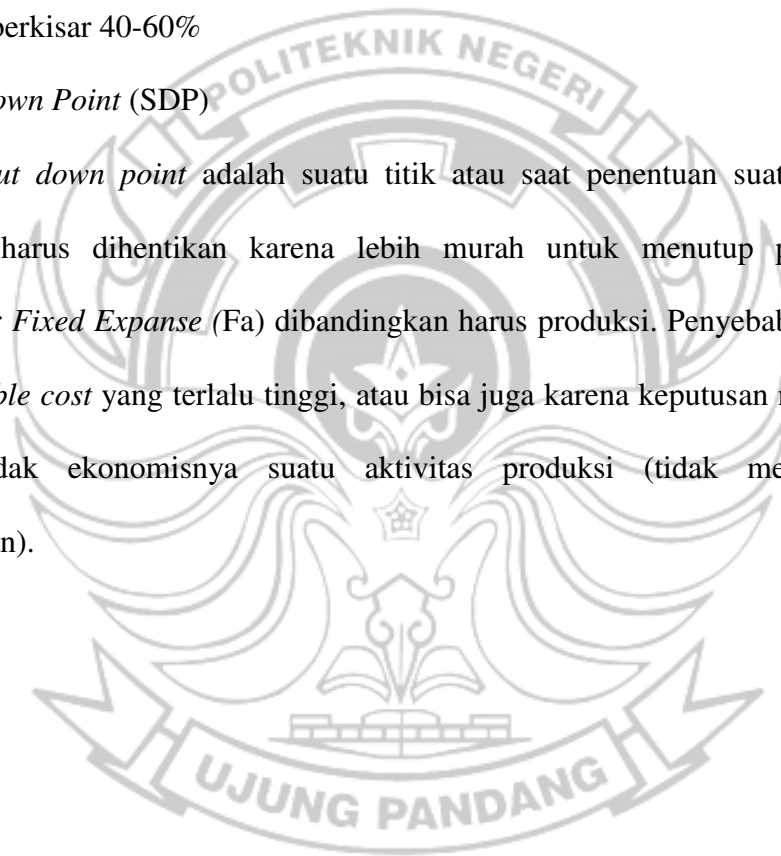 berkisar 40-60%
own Point (SDP)
ut down point adalah suatu titik atau saat penentuan suat
harus dihentikan karena lebih murah untuk menutup p
Fixed Expanse (Fa) dibandingkan harus produksi. Penyebab
ble cost yang terlalu tinggi, atau bisa juga karena keputusan
dak ekonomisnya suatu aktivitas produksi (tidak me
n).
POLITEKNIK NEGERI
UJUNG PANDANG